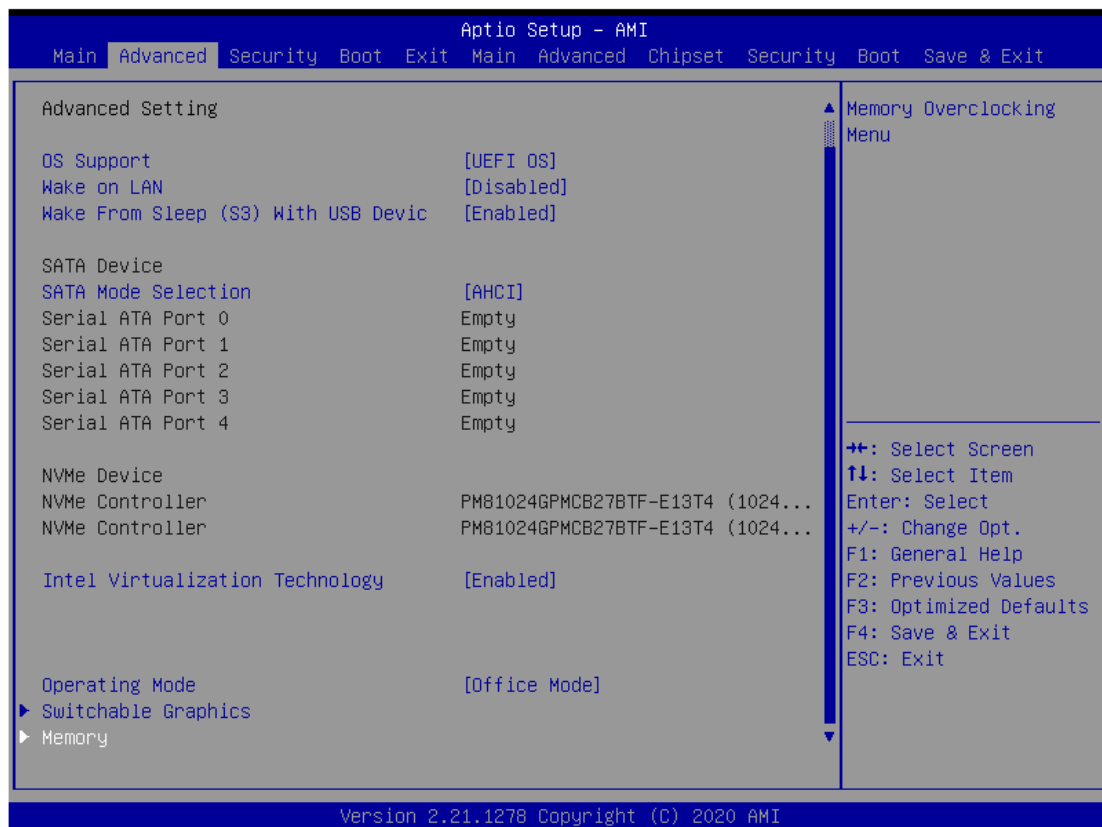 Aptio Setup – AMI
Main Advanced Security Boot Exit Main Advanced Chipset Security Boot Save & Exit
Advanced Setting
OS Support [UEFI OS]
Wake on LAN [Disabled]
Wake From Sleep (S3) With USB Devic [Enabled]
SATA Device
SATA Mode Selection [AHCI]
Serial ATA Port 0 Empty
Serial ATA Port 1 Empty
Serial ATA Port 2 Empty
Serial ATA Port 3 Empty
Serial ATA Port 4 Empty
NVMe Device
NVMe Controller PM81024GPMCB27BTF-E13T4 (1024...
NVMe Controller PM81024GPMCB27BTF-E13T4 (1024...
Intel Virtualization Technology [Enabled]
Operating Mode [Office Mode]
Switchable Graphics
Memory
Memory Overclocking
Menu
→←: Select Screen
↑↓: Select Item
Enter: Select
+/-: Change Opt.
F1: General Help
F2: Previous Values
F3: Optimized Defaults
F4: Save & Exit
ESC: Exit
Version 2.21.1278 Copyright (C) 2020 AMI